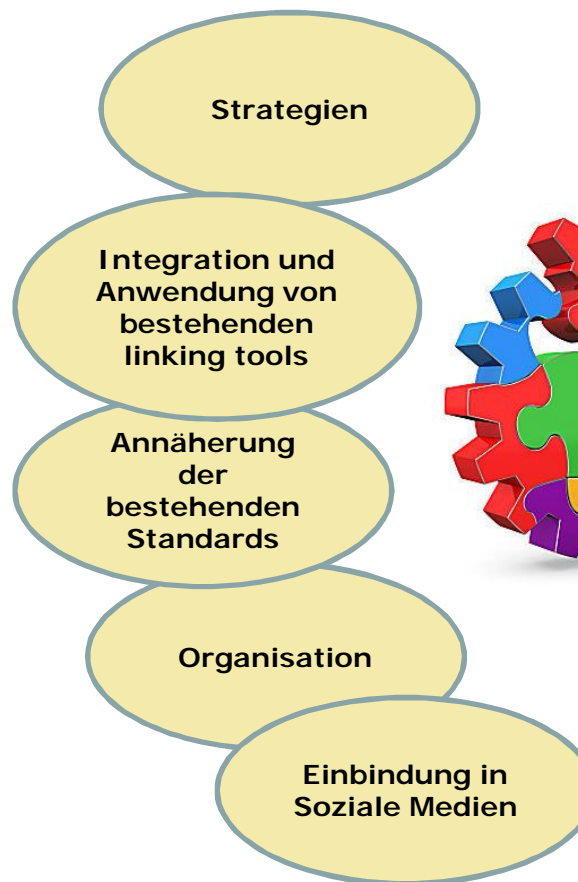 Strategien
Integration und
Anwendung von
bestehenden
linking tools
Annäherung
der
bestehenden
Standards
Organisation
Einbindung in
Soziale Medien